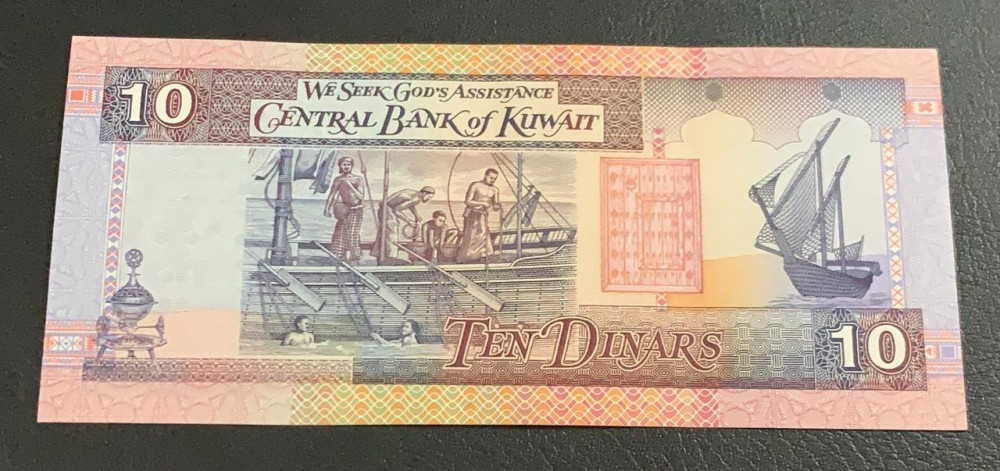 10
We Seek God's Assistance
Central Bank of Kuwait
Ten Dinars
10